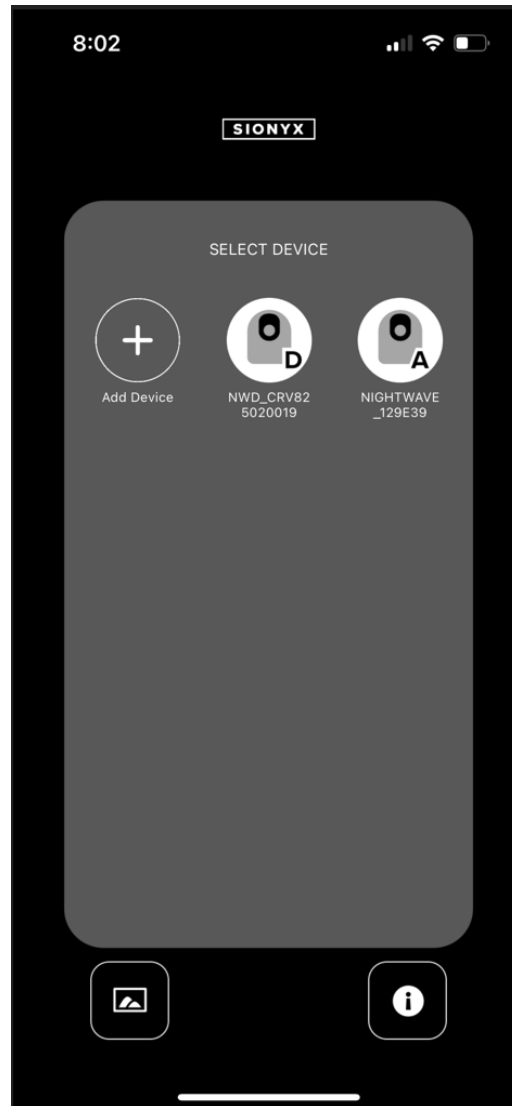 8:02
SIONYX
SELECT DEVICE
D
A
Add Device
NWD_CRV82
5020019
NIGHTWAVE
_129E39